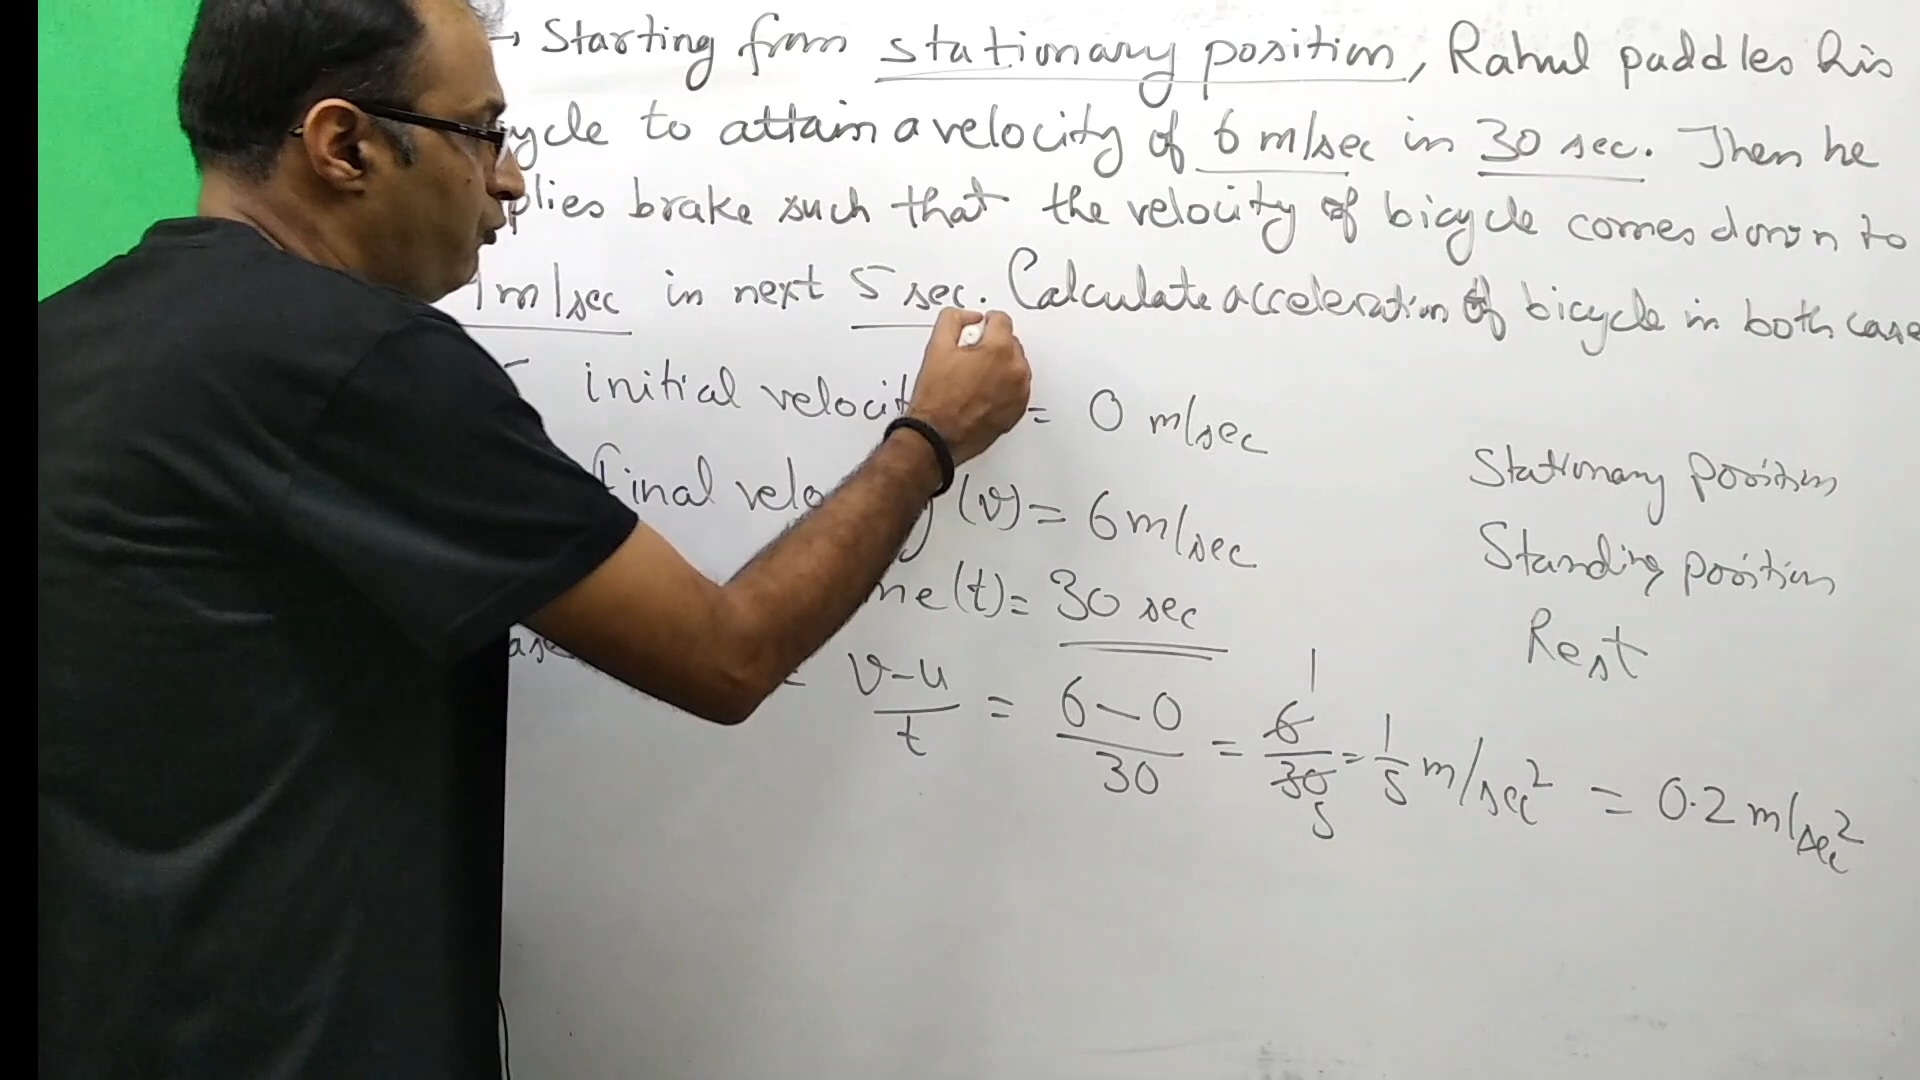 → Starting from stationary position, Rahul paddles his
ycle to attain a velocity of 6 m/sec in 30 sec. Then he
plies brake such that the velocity of bicycle comes down to
m/sec in next 5 sec. Calculate acceleration of bicycle in both case
initial velocit = 0 m/sec
final velo y (v) = 6 m/sec
me (t) = 30 sec
Stationary position
Standing position
Rest
v-u/t = 6-0/30 = 6/30 = 1/5 m/sec² = 0.2 m/sec²
1
5